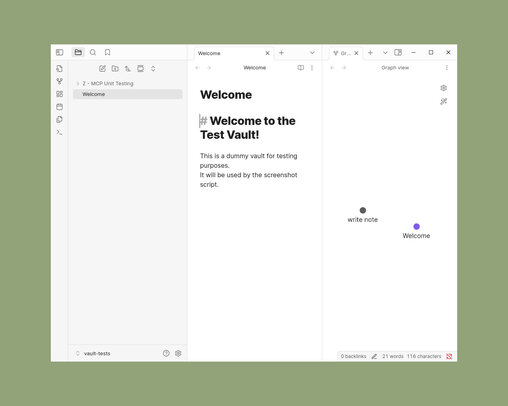 Welcome
Gr...
Welcome
Graph view
Z - MCP Unit Testing
Welcome
Welcome
# Welcome to the
Test Vault!
This is a dummy vault for testing
purposes.
It will be used by the screenshot
script.
write note
Welcome
vault-tests
0 backlinks
21 words
116 characters